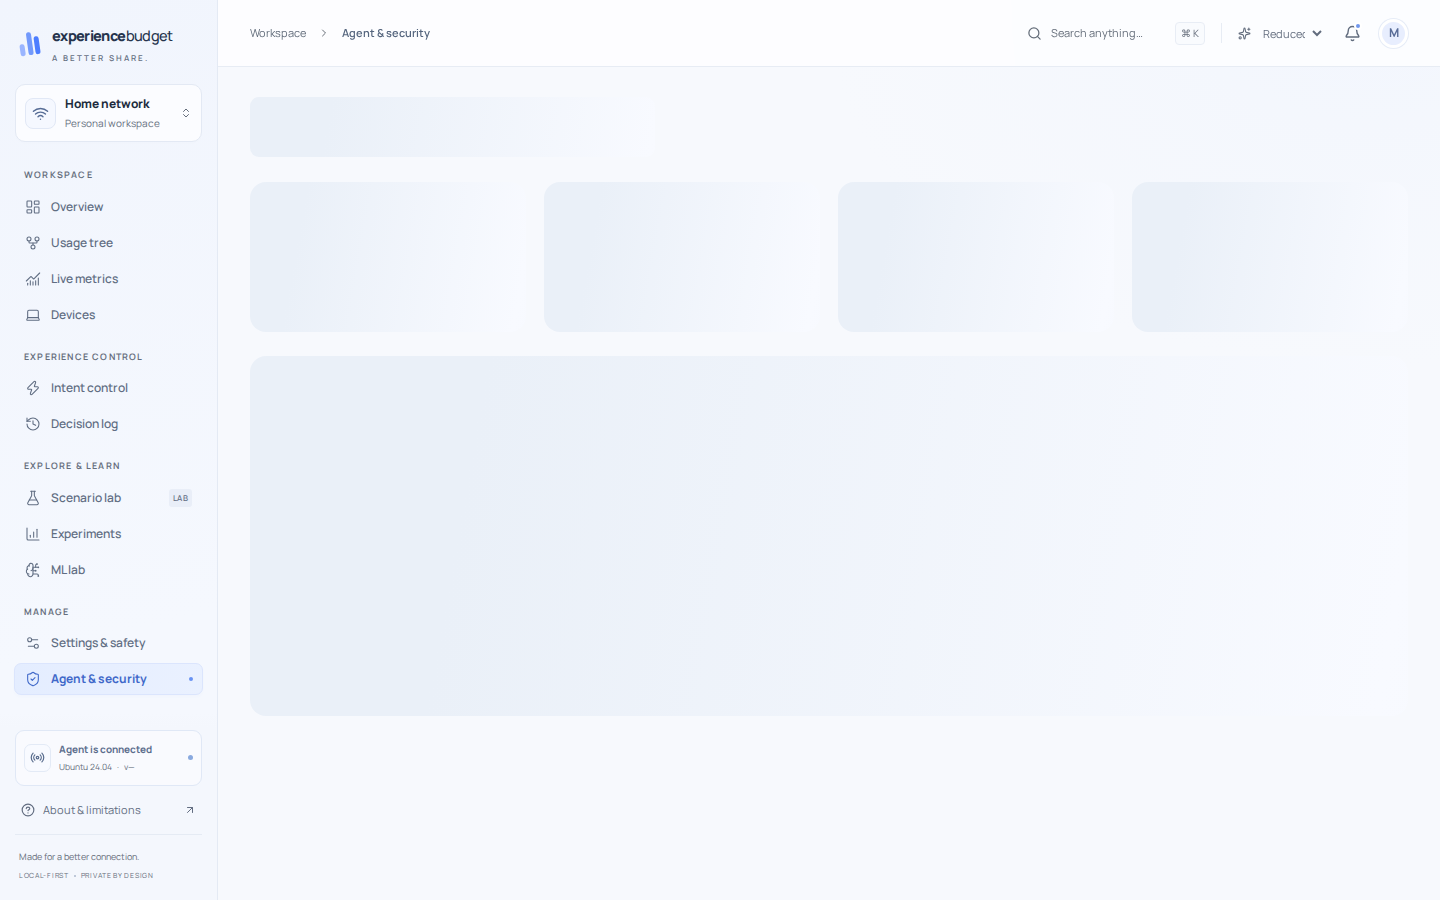 experiencebudget
A BETTER SHARE.
Home network
Personal workspace
WORKSPACE
Overview
Usage tree
Live metrics
Devices
EXPERIENCE CONTROL
Intent control
Decision log
EXPLORE & LEARN
Scenario lab LAB
Experiments
ML lab
MANAGE
Settings & safety
Agent & security
Agent is connected
Ubuntu 24.04 · v—
About & limitations
Made for a better connection.
LOCAL-FIRST • PRIVATE BY DESIGN
Workspace Agent & security
Search anything... ⌘ K Reduced M